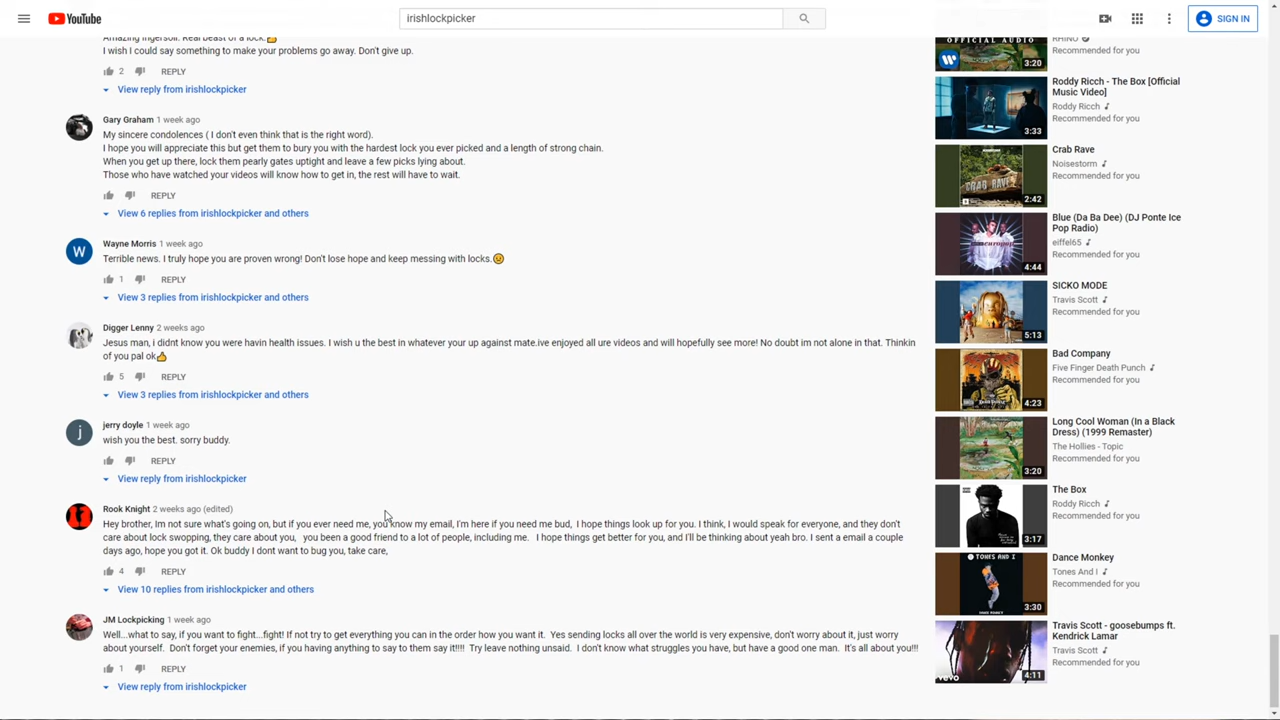 YouTube
irishlockpicker
SIGN IN
Amazing Ingersoll. Real beast of a lock.
I wish I could say something to make your problems go away. Don't give up.
2 REPLY
View reply from irishlockpicker
Gary Graham 1 week ago
My sincere condolences ( I don't even think that is the right word).
I hope you will appreciate this but get them to bury you with the hardest lock you ever picked and a length of strong chain.
When you get up there, lock them pearly gates uptight and leave a few picks lying about.
Those who have watched your videos will know how to get in, the rest will have to wait.
REPLY
View 6 replies from irishlockpicker and others
W
Wayne Morris 1 week ago
Terrible news. I truly hope you are proven wrong! Don't lose hope and keep messing with locks.
1 REPLY
View 3 replies from irishlockpicker and others
Digger Lenny 2 weeks ago
Jesus man, i didnt know you were havin health issues. I wish u the best in whatever your up against mate.ive enjoyed all ure videos and will hopefully see more! No doubt im not alone in that. Thinkin
of you pal ok
5 REPLY
View 3 replies from irishlockpicker and others
j
jerry doyle 1 week ago
wish you the best. sorry buddy.
REPLY
View reply from irishlockpicker
Rook Knight 2 weeks ago (edited)
Hey brother, Im not sure what's going on, but if you ever need me, you know my email, I'm here if you need me bud, I hope things look up for you. I think, I would speak for everyone, and they don't
care about lock swopping, they care about you, you been a good friend to a lot of people, including me. I hope things get better for you, and I'll be thinking about yeah bro. I sent a email a couple
days ago, hope you got it. Ok buddy I dont want to bug you, take care,
4 REPLY
View 10 replies from irishlockpicker and others
JM Lockpicking 1 week ago
Well...what to say, if you want to fight...fight! If not try to get everything you can in the order how you want it. Yes sending locks all over the world is very expensive, don't worry about it, just worry
about yourself. Don't forget your enemies, if you having anything to say to them say it!!!! Try leave nothing unsaid. I don't know what struggles you have, but have a good one man. It's all about you!!!
1 REPLY
View reply from irishlockpicker
OFFICIAL AUDIO
3:20
RHINO
Recommended for you
3:33
Roddy Ricch - The Box [Official
Music Video]
Roddy Ricch
Recommended for you
CRAB RAVE
2:42
Crab Rave
Noisestorm
Recommended for you
4:44
Blue (Da Ba Dee) (DJ Ponte Ice
Pop Radio)
eiffel65
Recommended for you
5:13
SICKO MODE
Travis Scott
Recommended for you
4:23
Bad Company
Five Finger Death Punch
Recommended for you
3:20
Long Cool Woman (In a Black
Dress) (1999 Remaster)
The Hollies - Topic
Recommended for you
3:17
The Box
Roddy Ricch
Recommended for you
TONES AND I
DANCE MONKEY
3:30
Dance Monkey
Tones And I
Recommended for you
vevo
4:11
Travis Scott - goosebumps ft.
Kendrick Lamar
Travis Scott
Recommended for you